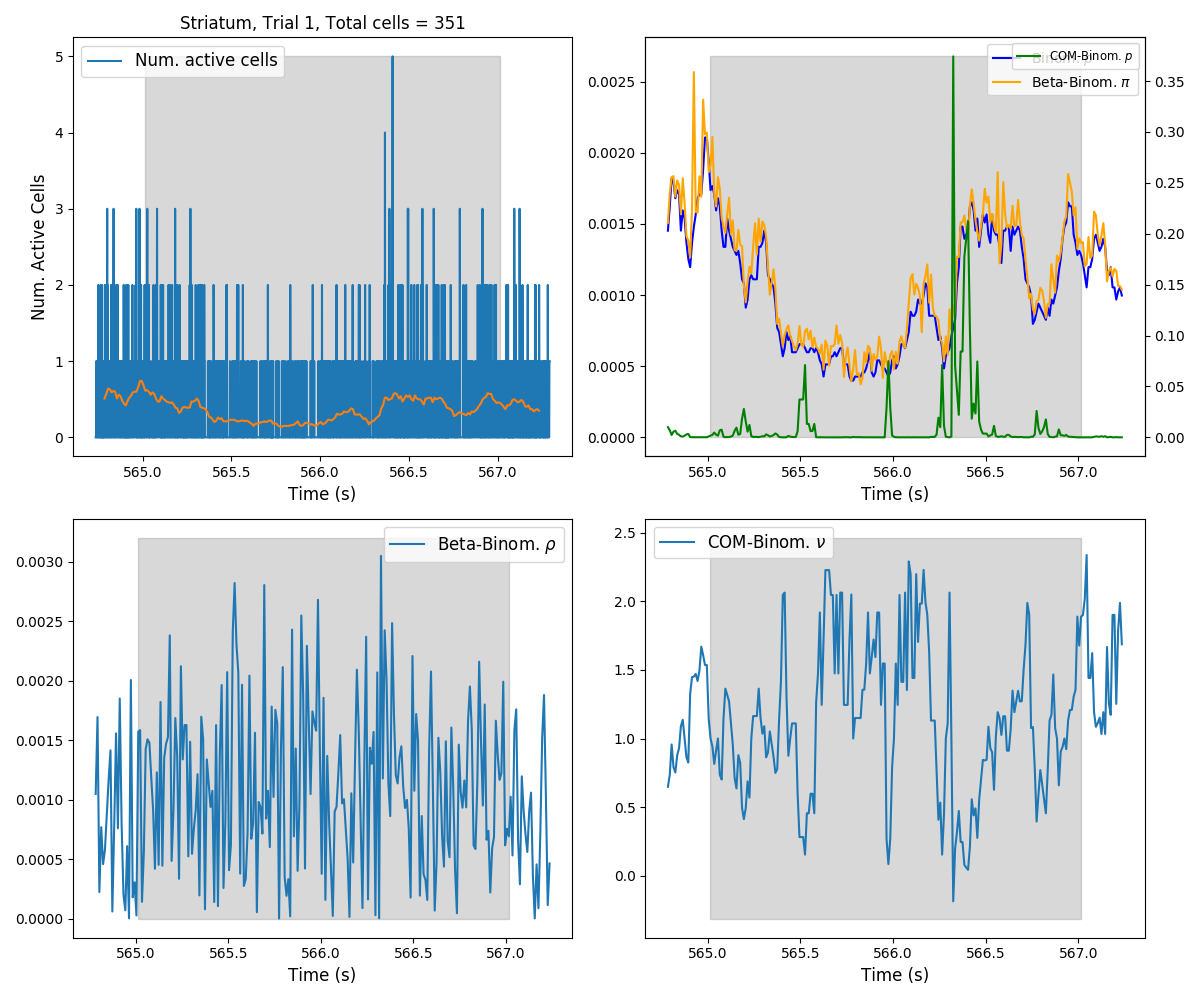 Striatum, Trial 1, Total cells = 351
Num. active cells
Num. Active Cells
5
4
3
2
1
0
565.0 565.5 566.0 566.5 567.0
Time (s)
COM-Binom. p
Beta-Binom. π
0.0025
0.0020
0.0015
0.0010
0.0005
0.0000
0.35
0.30
0.25
0.20
0.15
0.10
0.05
0.00
565.0 565.5 566.0 566.5 567.0
Time (s)
Beta-Binom. ρ
0.0030
0.0025
0.0020
0.0015
0.0010
0.0005
0.0000
565.0 565.5 566.0 566.5 567.0
Time (s)
COM-Binom. ν
2.5
2.0
1.5
1.0
0.5
0.0
565.0 565.5 566.0 566.5 567.0
Time (s)